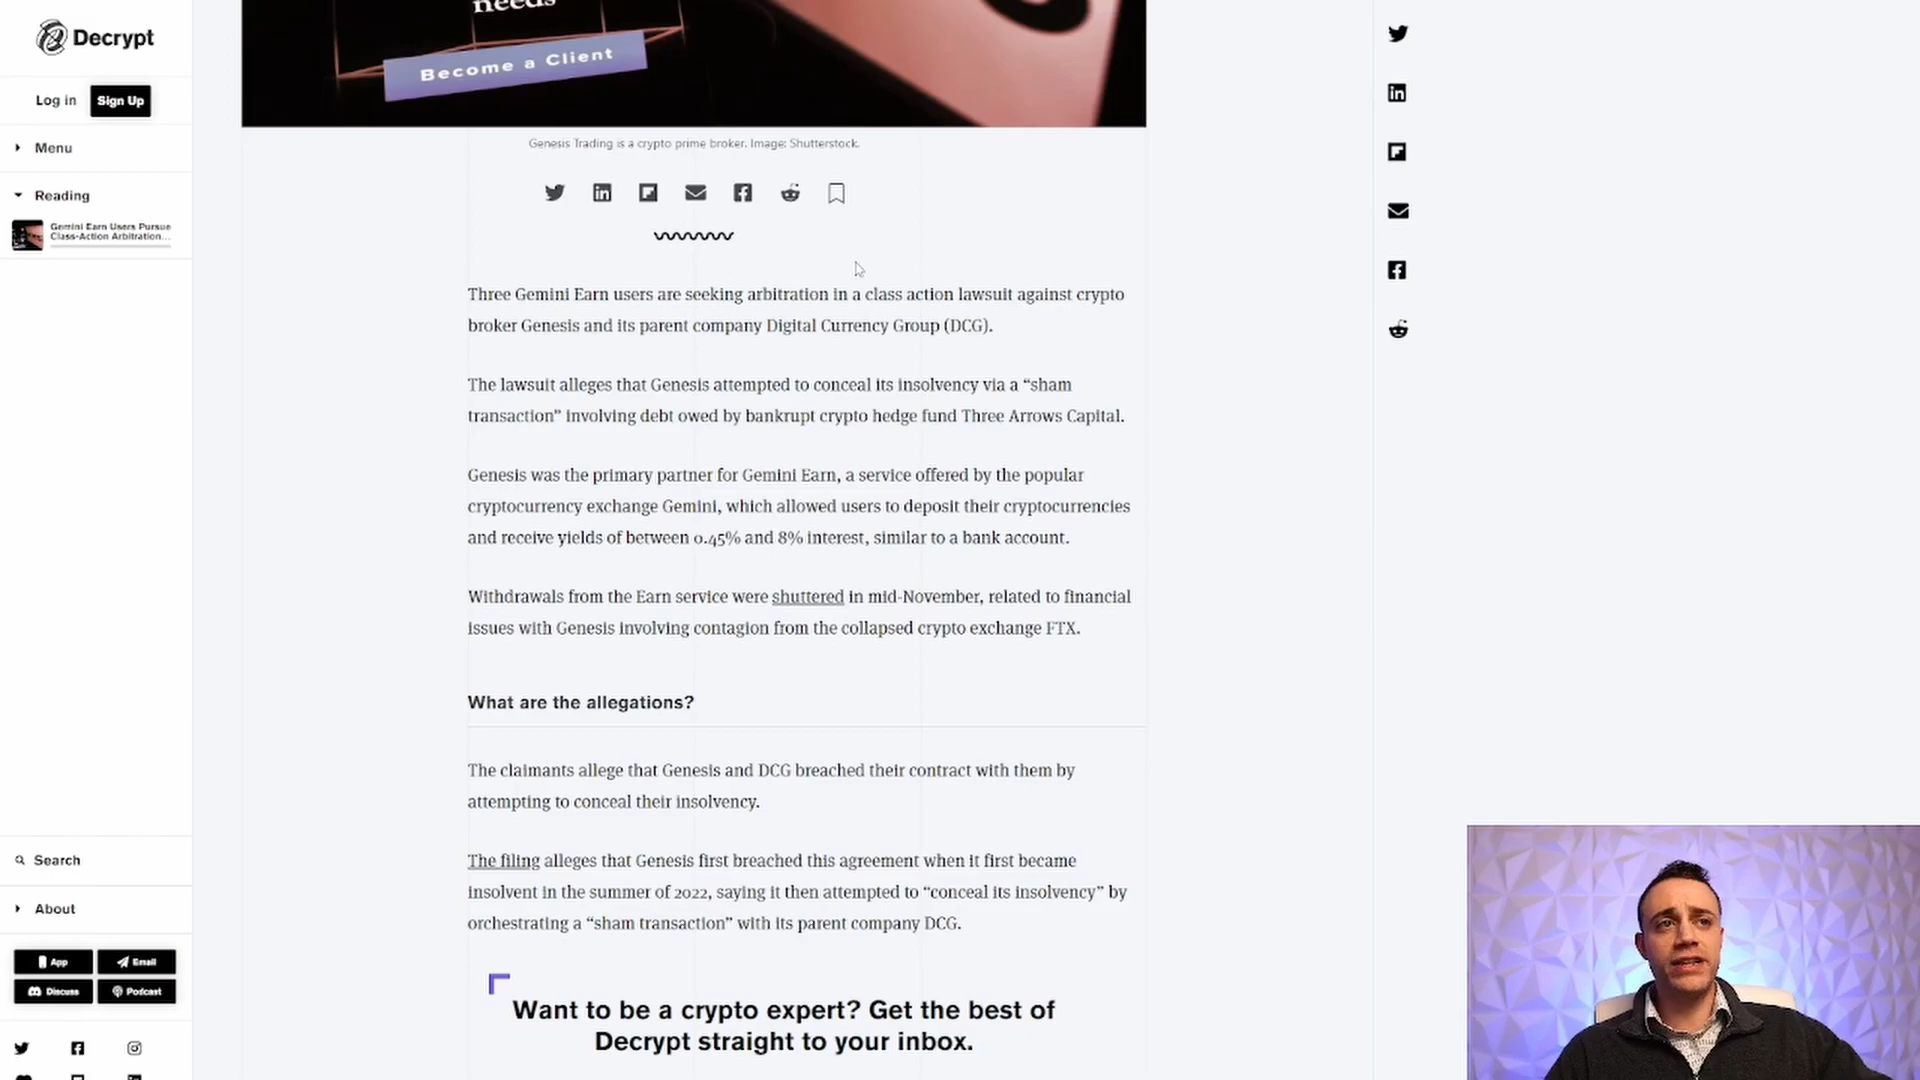 needs
Become a Client
Decrypt
Log in
Sign Up
Menu
Reading
Gemini Earn Users Pursue
Class-Action Arbitration...
Genesis Trading is a crypto prime broker. Image: Shutterstock.
Three Gemini Earn users are seeking arbitration in a class action lawsuit against crypto
broker Genesis and its parent company Digital Currency Group (DCG).
The lawsuit alleges that Genesis attempted to conceal its insolvency via a “sham
transaction” involving debt owed by bankrupt crypto hedge fund Three Arrows Capital.
Genesis was the primary partner for Gemini Earn, a service offered by the popular
cryptocurrency exchange Gemini, which allowed users to deposit their cryptocurrencies
and receive yields of between 0.45% and 8% interest, similar to a bank account.
Withdrawals from the Earn service were shuttered in mid-November, related to financial
issues with Genesis involving contagion from the collapsed crypto exchange FTX.
What are the allegations?
The claimants allege that Genesis and DCG breached their contract with them by
attempting to conceal their insolvency.
The filing alleges that Genesis first breached this agreement when it first became
insolvent in the summer of 2022, saying it then attempted to “conceal its insolvency” by
orchestrating a “sham transaction” with its parent company DCG.
Want to be a crypto expert? Get the best of
Decrypt straight to your inbox.
Search
About
App
Email
Discuss
Podcast